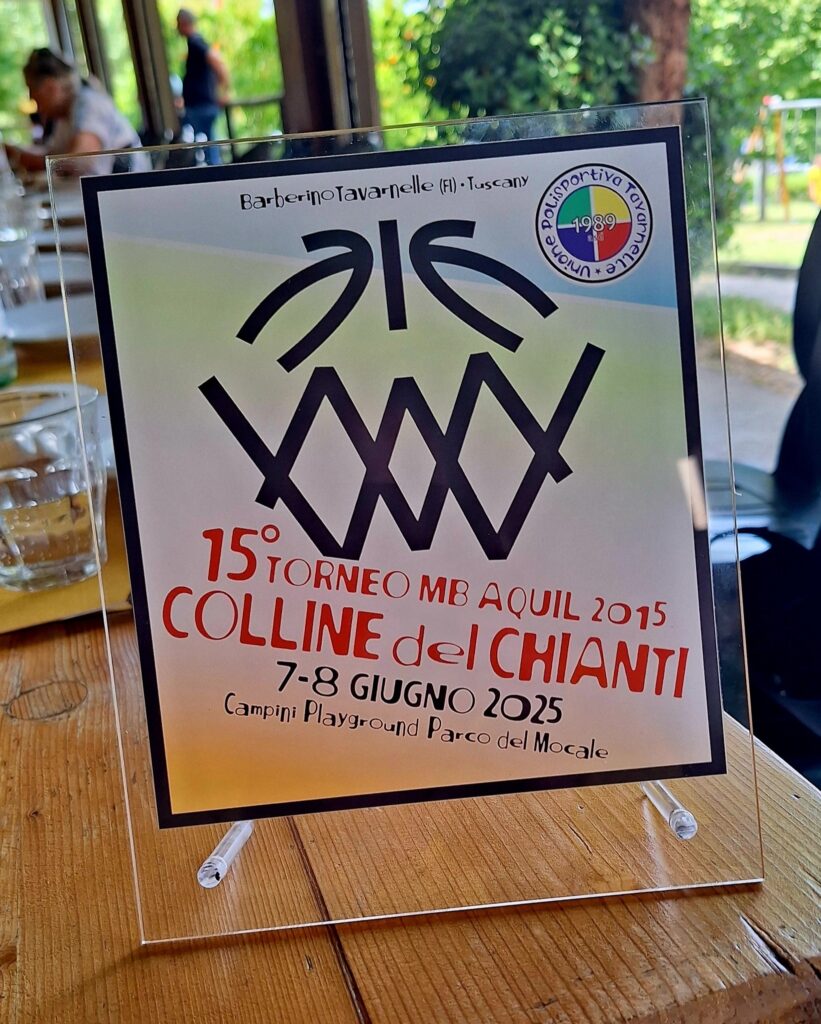 Barberino Tavarnelle (FI) • Tuscany
Unione Polisportiva Tavarnelle ★
1989
15° TORNEO MB AQUIL 2015
COLLINE del CHIANTI
7-8 GIUGNO 2025
Campini Playground Parco del Mocale